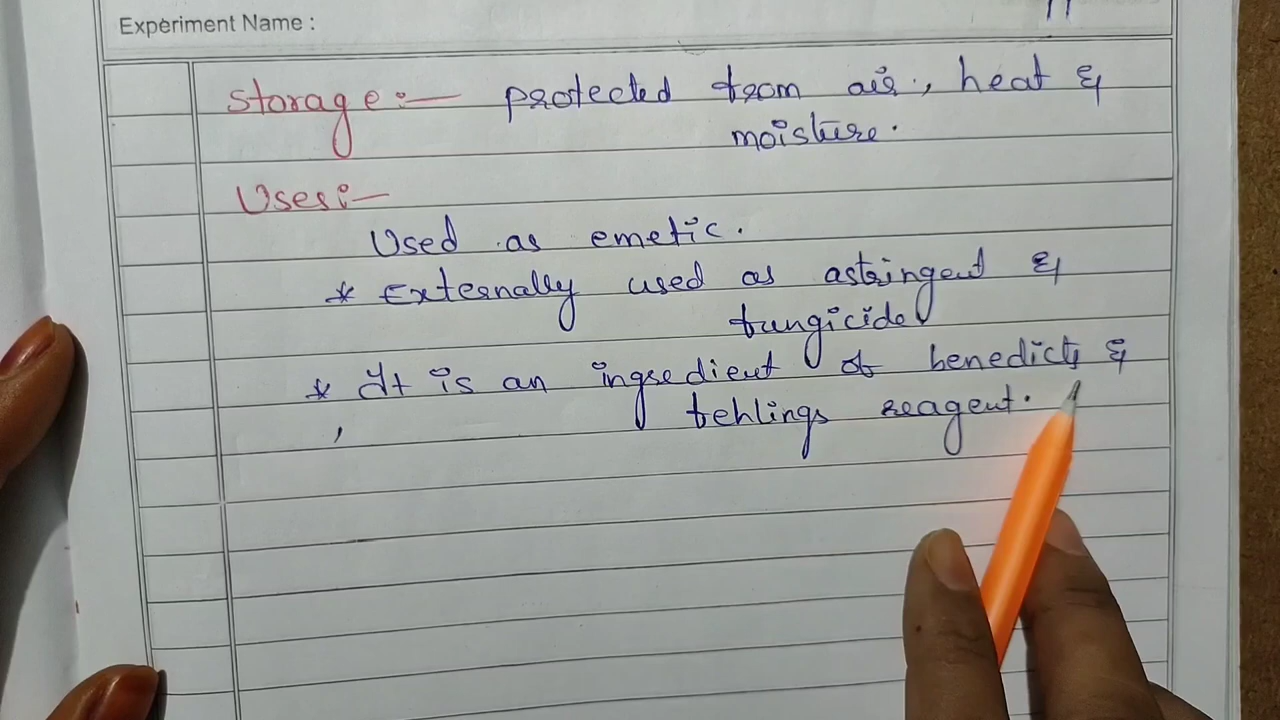 Experiment Name :
Storage:- protected from air, heat &
moisture.
Uses:-
Used as emetic.
* Externally used as astringent &
fungicide
* It is an ingredient of benedicts &
fehlings reagent.